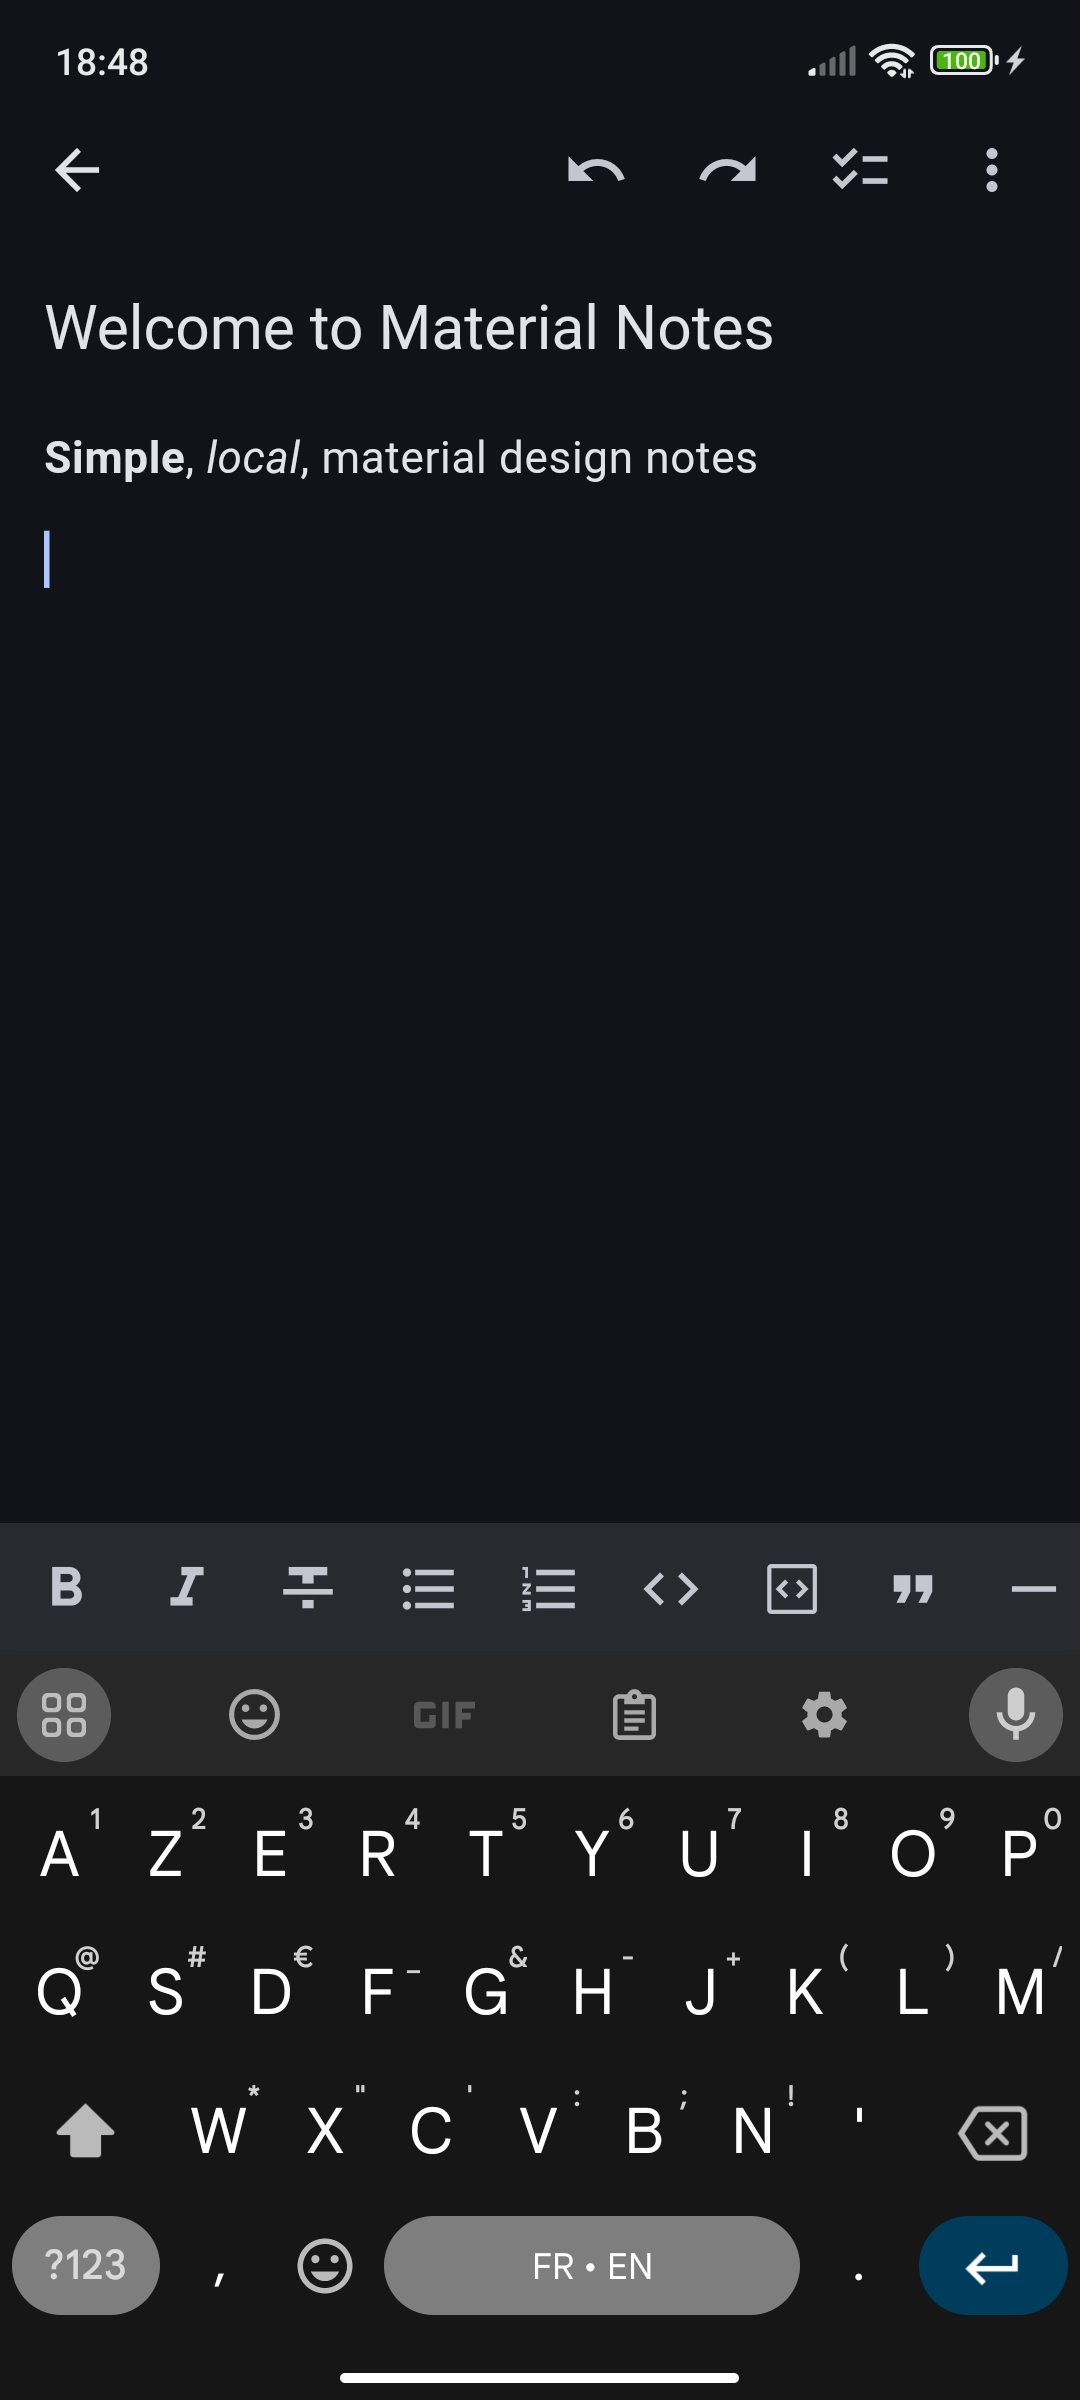 18:48
100
Welcome to Material Notes
Simple, local, material design notes
B I
GIF
A 1 Z 2 E 3 R 4 T 5 Y 6 U 7 I 8 O 9 P 0
Q @ S # D € F _ G & H - J + K ( L ) M /
W * X " C ' V : B ; N ! '
?123 , FR • EN .